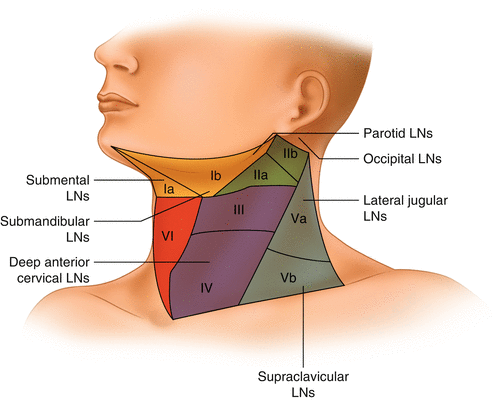 Parotid LNs
Occipital LNs
Lateral jugular
LNs
Submental
LNs
Submandibular
LNs
Deep anterior
cervical LNs
Supraclavicular
LNs
Ia
Ib
IIa
IIb
III
IV
Va
Vb
VI